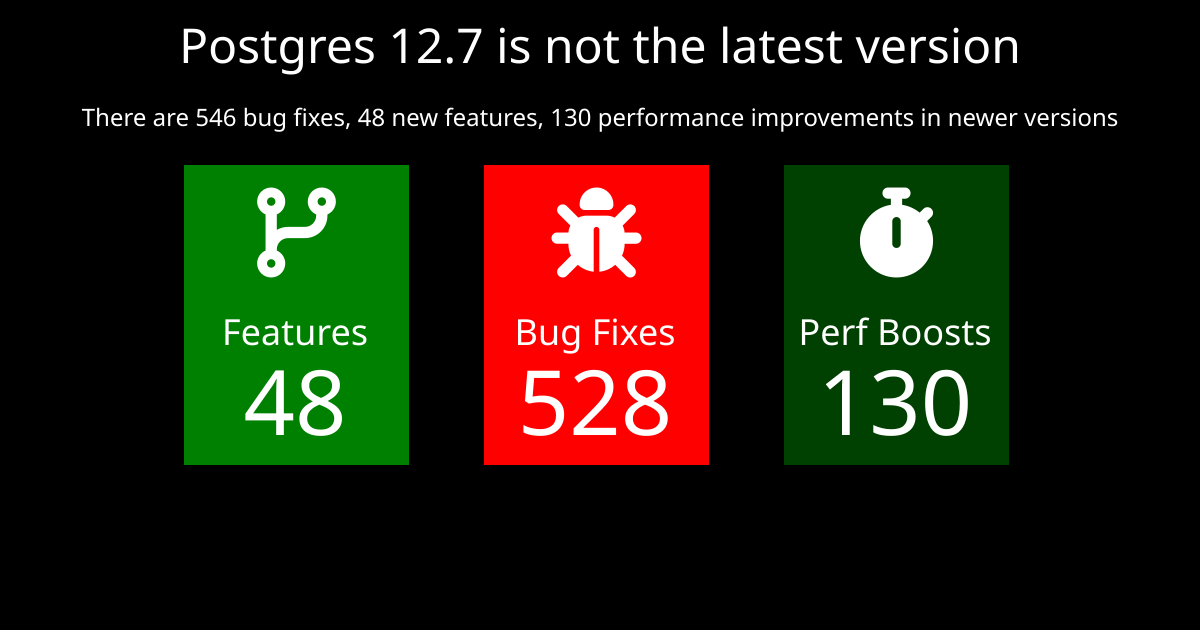 Postgres 12.7 is not the latest version
There are 546 bug fixes, 48 new features, 130 performance improvements in newer versions
Features
48
Bug Fixes
528
Perf Boosts
130